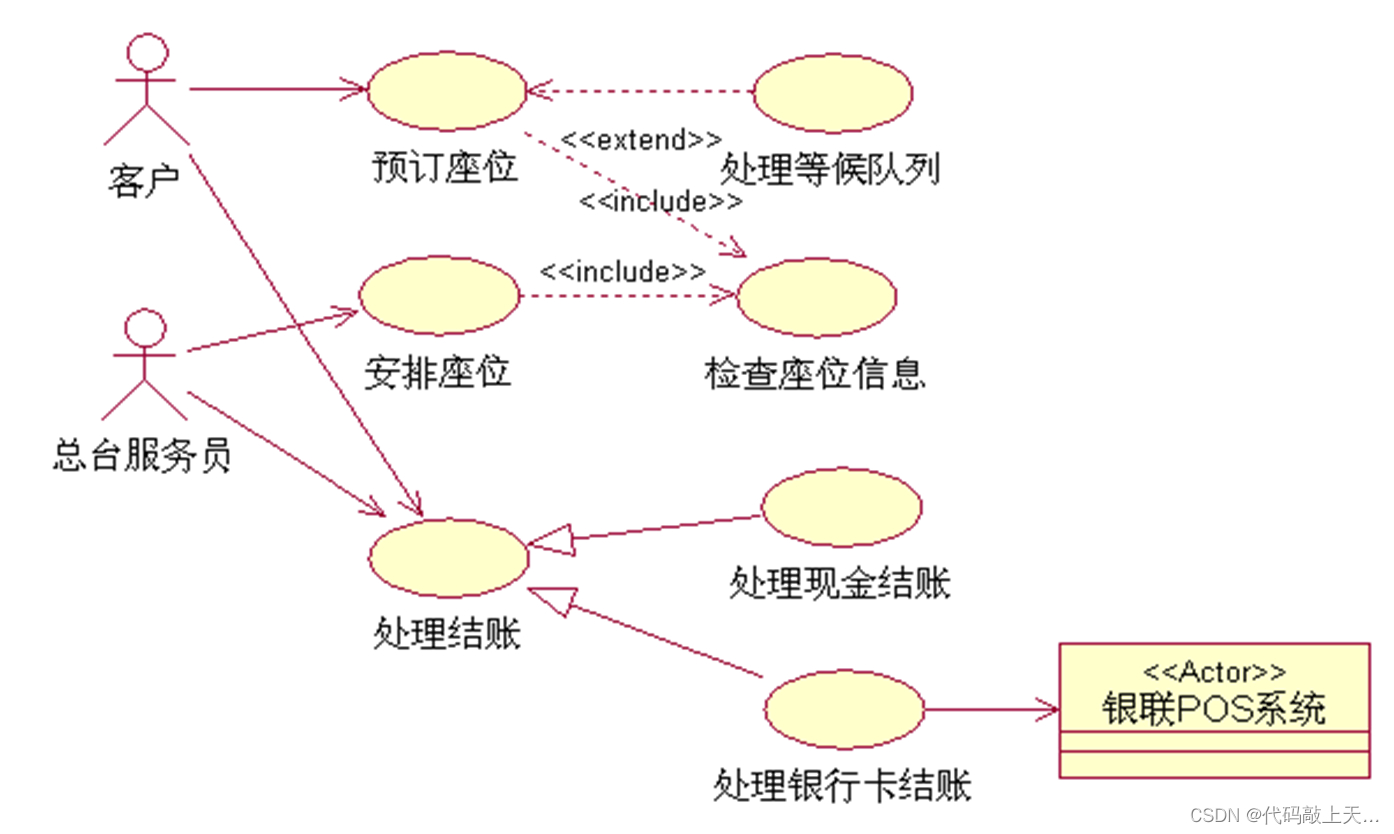 <<extend>>
预订座位
处理等候队列
客户
<<include>>
<<include>>
安排座位
检查座位信息
总台服务员
处理现金结账
处理结账
<<Actor>>
银联POS系统
处理银行卡结账
CSDN @代码敲上天...